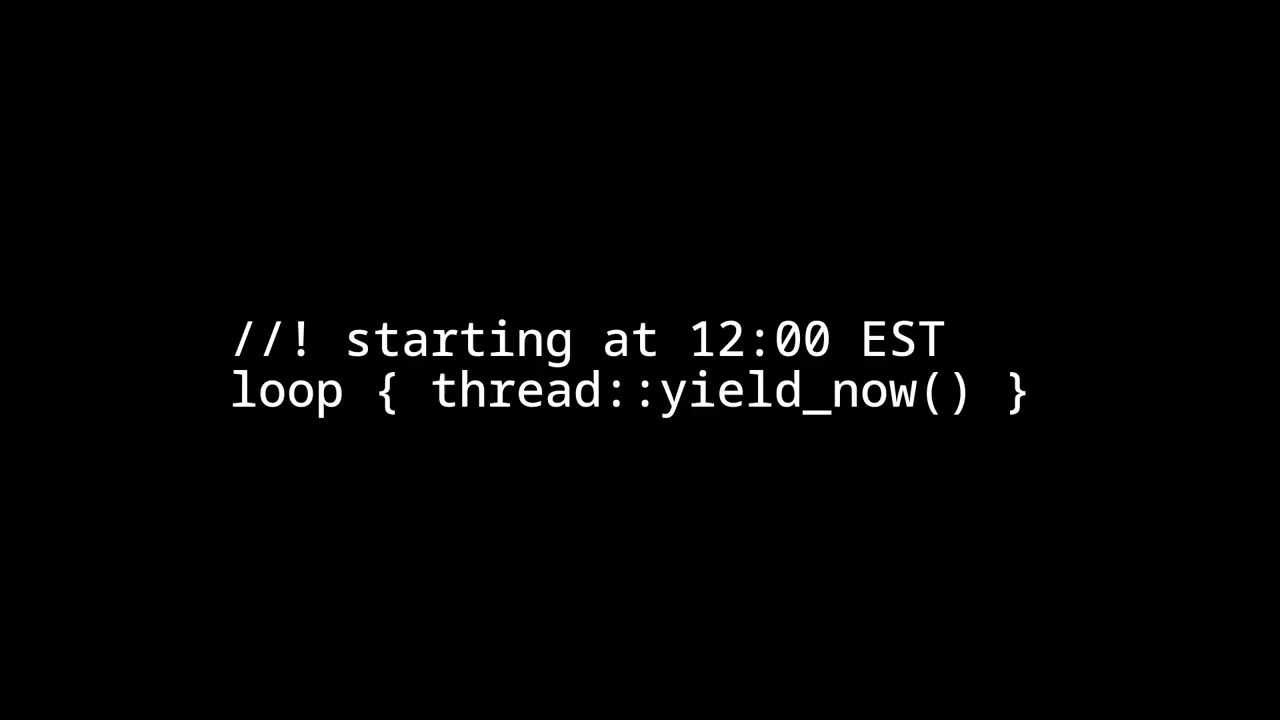 //! starting at 12:00 EST
loop { thread::yield_now() }